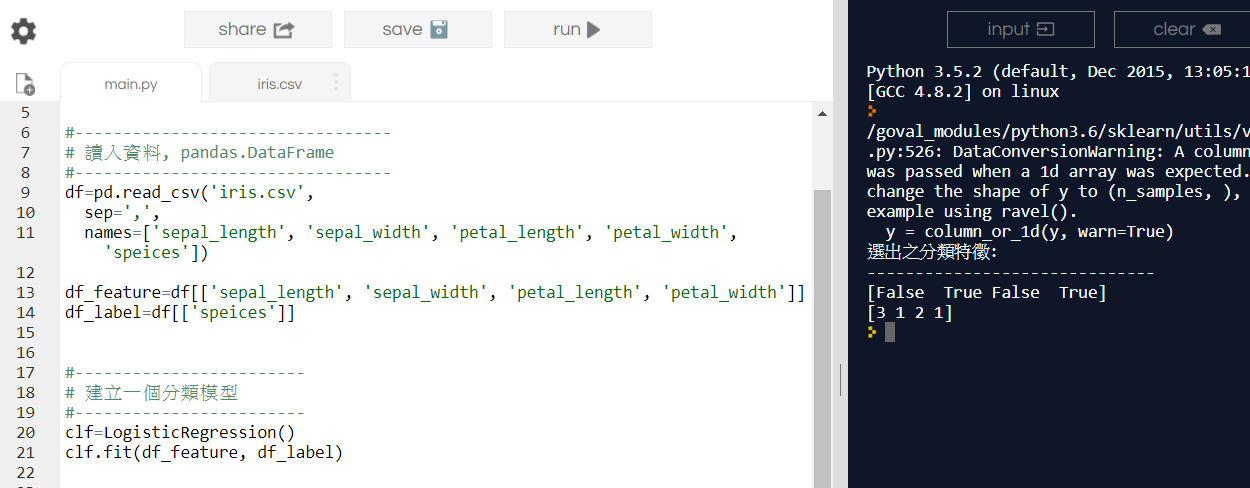 share
save
run
main.py
iris.csv
5
6 #---------------------------------
7 # 讀入資料, pandas.DataFrame
8 #---------------------------------
9 df=pd.read_csv('iris.csv',
10 sep=',',
11 names=['sepal_length', 'sepal_width', 'petal_length', 'petal_width',
'speices'])
12
13 df_feature=df[['sepal_length', 'sepal_width', 'petal_length', 'petal_width']]
14 df_label=df[['speices']]
15
16
17 #------------------------
18 # 建立一個分類模型
19 #------------------------
20 clf=LogisticRegression()
21 clf.fit(df_feature, df_label)
22
input
clear
Python 3.5.2 (default, Dec 2015, 13:05:1
[GCC 4.8.2] on linux
/goval_modules/python3.6/sklearn/utils/v
.py:526: DataConversionWarning: A column
was passed when a 1d array was expected.
change the shape of y to (n_samples, ),
example using ravel().
y = column_or_1d(y, warn=True)
選出之分類特徵:
------------------------------
[False  True False  True]
[3 1 2 1]